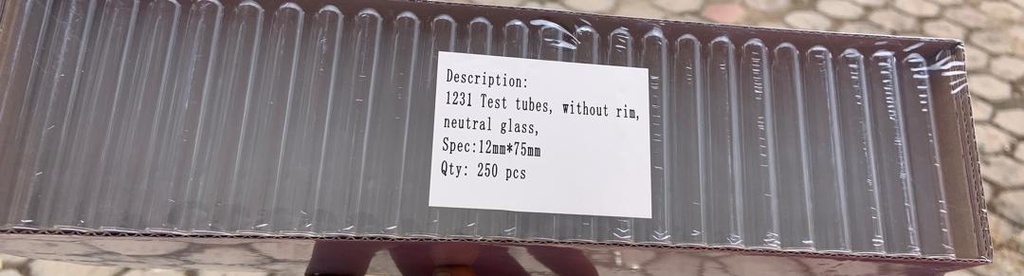 Description:
1231 Test tubes, without rim,
neutral glass,
Spec:12mm*75mm
Qty: 250 pcs